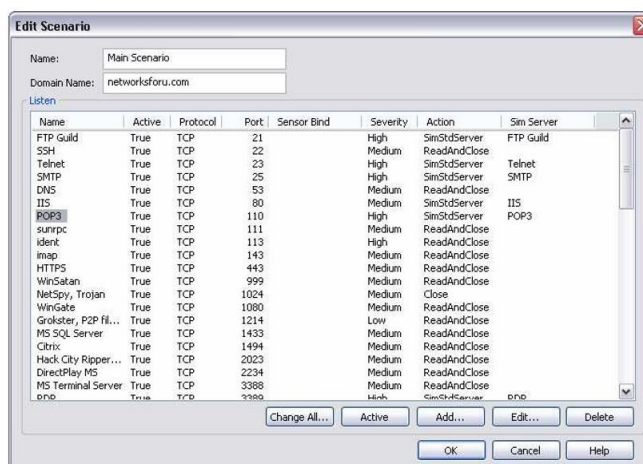 Edit Scenario
Name: Main Scenario
Domain Name: networksforu.com
Listen
Name Active Protocol Port Sensor Bind Severity Action Sim Server
FTP Guild True TCP 21 High SimStdServer FTP Guild
SSH True TCP 22 Medium ReadAndClose
Telnet True TCP 23 High SimStdServer Telnet
SMTP True TCP 25 High SimStdServer SMTP
DNS True TCP 53 Medium ReadAndClose
IIS True TCP 80 Medium SimStdServer IIS
POP3 True TCP 110 High SimStdServer POP3
sunrpc True TCP 111 Medium ReadAndClose
ident True TCP 113 High ReadAndClose
imap True TCP 143 Medium ReadAndClose
HTTPS True TCP 443 Medium ReadAndClose
WinSatan True TCP 999 Medium ReadAndClose
NetSpy, Trojan True TCP 1024 Medium Close
WinGate True TCP 1080 Medium ReadAndClose
Grokster, P2P fil... True TCP 1214 Low ReadAndClose
MS SQL Server True TCP 1433 Medium ReadAndClose
Citrix True TCP 1494 Medium ReadAndClose
Hack City Ripper... True TCP 2023 Medium ReadAndClose
DirectPlay MS True TCP 2234 Medium ReadAndClose
MS Terminal Server True TCP 3388 Medium ReadAndClose
RDP True TCP 3389 High SimStdServer RDP
Change All... Active Add... Edit... Delete
OK Cancel Help